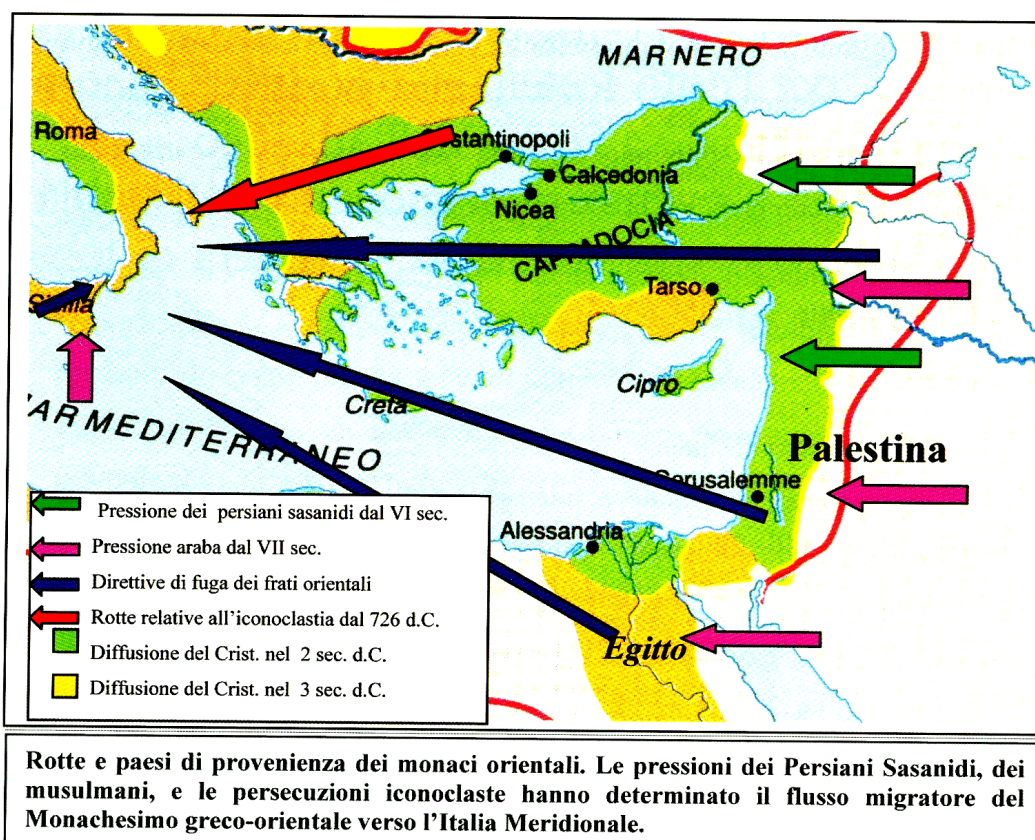 MAR NERO
Roma
Costantinopoli
Calcedonia
Nicea
CAPPADOCIA
Tarso
Sicilia
Cipro
Creta
MAR MEDITERRANEO
Palestina
Gerusalemme
Alessandria
Egitto
Pressione dei persiani sasanidi dal VI sec.
Pressione araba dal VII sec.
Direttive di fuga dei frati orientali
Rotte relative all'iconoclastia dal 726 d.C.
Diffusione del Crist. nel 2 sec. d.C.
Diffusione del Crist. nel 3 sec. d.C.
Rotte e paesi di provenienza dei monaci orientali. Le pressioni dei Persiani Sasanidi, dei
musulmani, e le persecuzioni iconoclaste hanno determinato il flusso migratore del
Monachesimo greco-orientale verso l'Italia Meridionale.